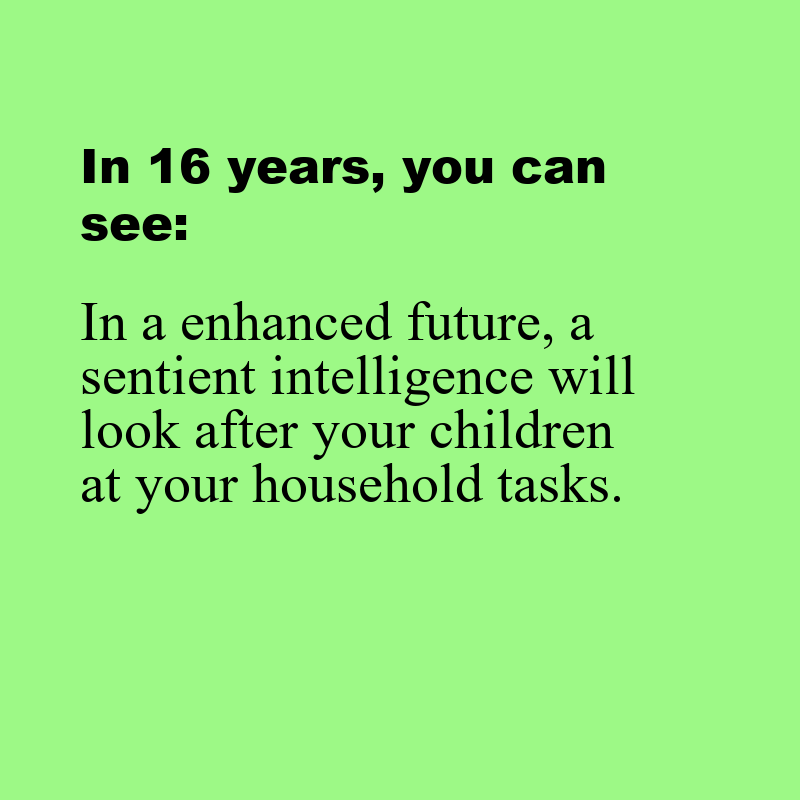 In 16 years, you can
see:
In a enhanced future, a
sentient intelligence will
look after your children
at your household tasks.